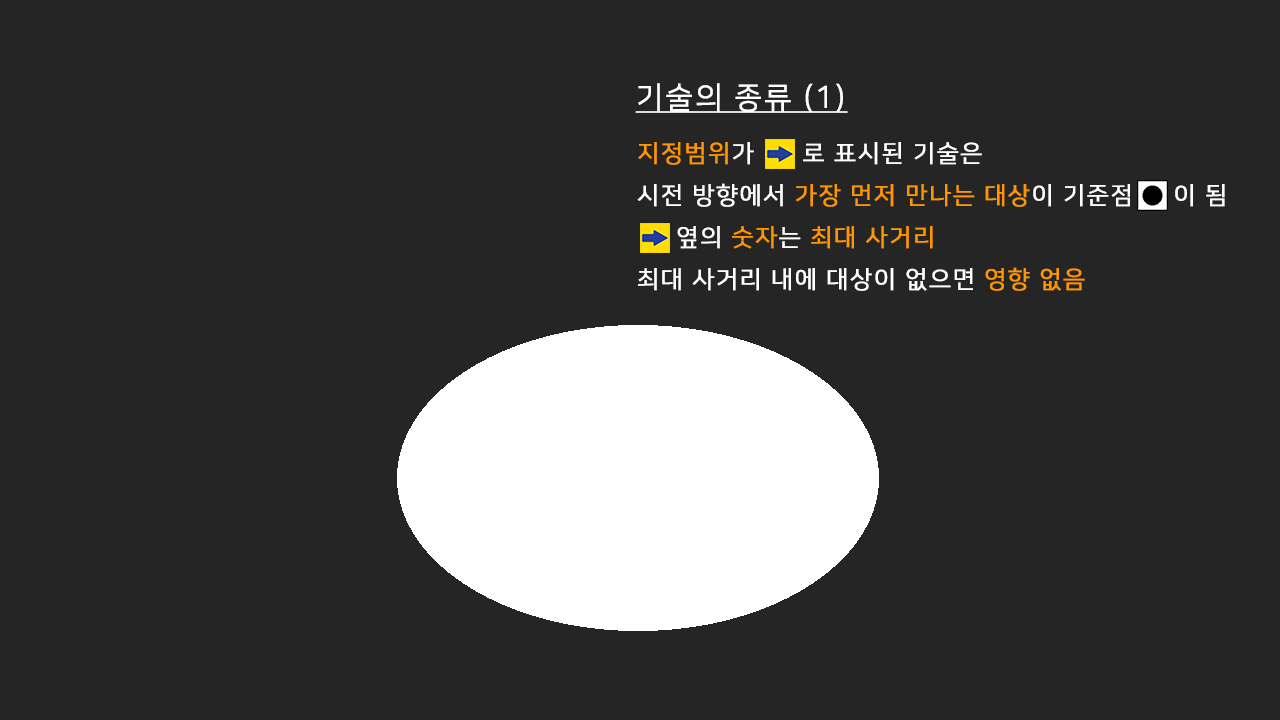 기술의 종류 (1)
지정범위가 ➡ 로 표시된 기술은
시전 방향에서 가장 먼저 만나는 대상이 기준점 ● 이 됨
➡ 옆의 숫자는 최대 사거리
최대 사거리 내에 대상이 없으면 영향 없음